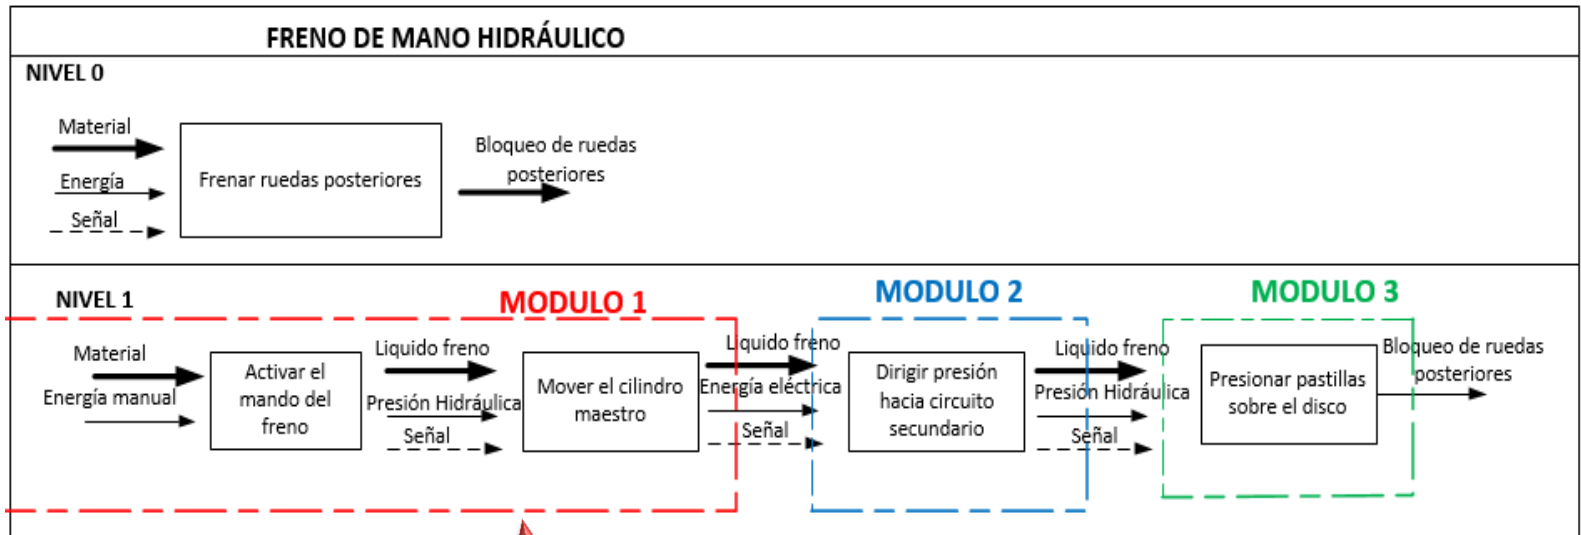 FRENO DE MANO HIDRÁULICO
NIVEL 0
Material
Energía
Señal
Frenar ruedas posteriores
Bloqueo de ruedas
posteriores
NIVEL 1
MODULO 1
MODULO 2
MODULO 3
Material
Energía manual
Activar el
mando del
freno
Liquido freno
Presión Hidráulica
Señal
Mover el cilindro
maestro
Liquido freno
Energía eléctrica
Señal
Dirigir presión
hacia circuito
secundario
Liquido freno
Presión Hidráulica
Señal
Presionar pastillas
sobre el disco
Bloqueo de ruedas
posteriores